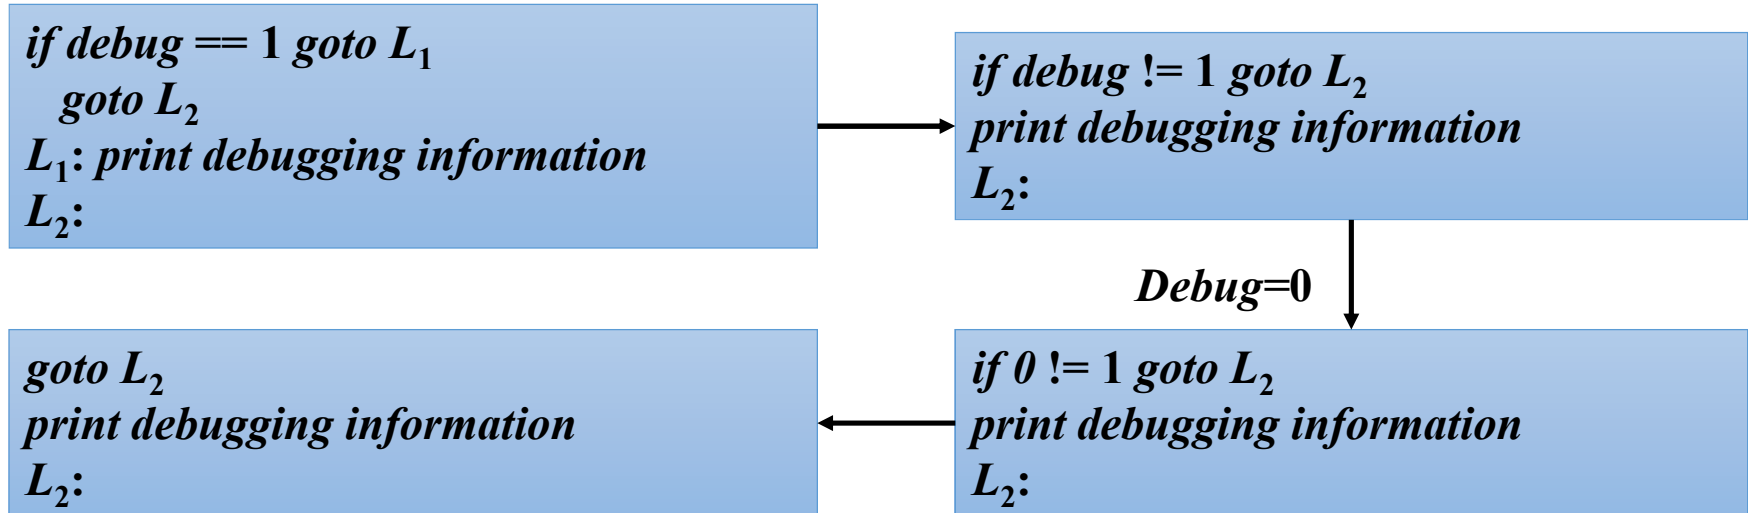 if debug == 1 goto L₁
goto L₂
L₁: print debugging information
L₂:
if debug != 1 goto L₂
print debugging information
L₂:
Debug=0
if 0 != 1 goto L₂
print debugging information
L₂:
goto L₂
print debugging information
L₂: